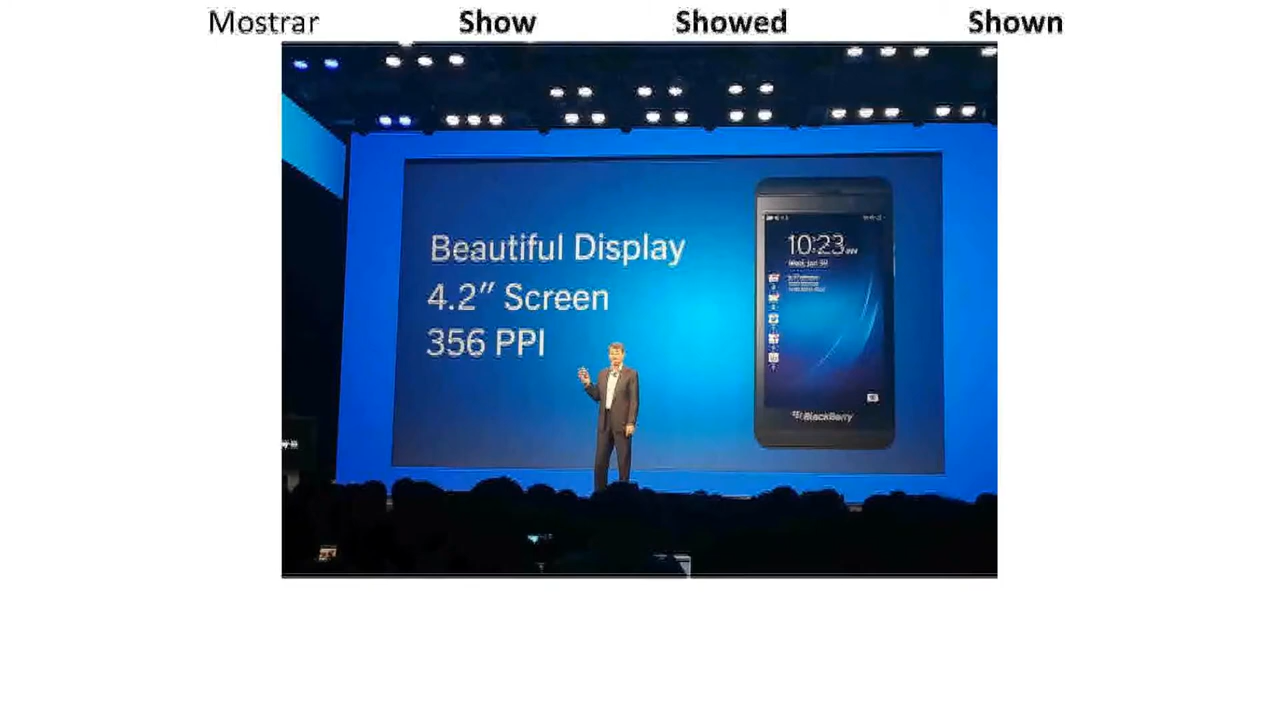 Mostrar Show Showed Shown
Beautiful Display
4.2" Screen
356 PPI
10:23
BlackBerry